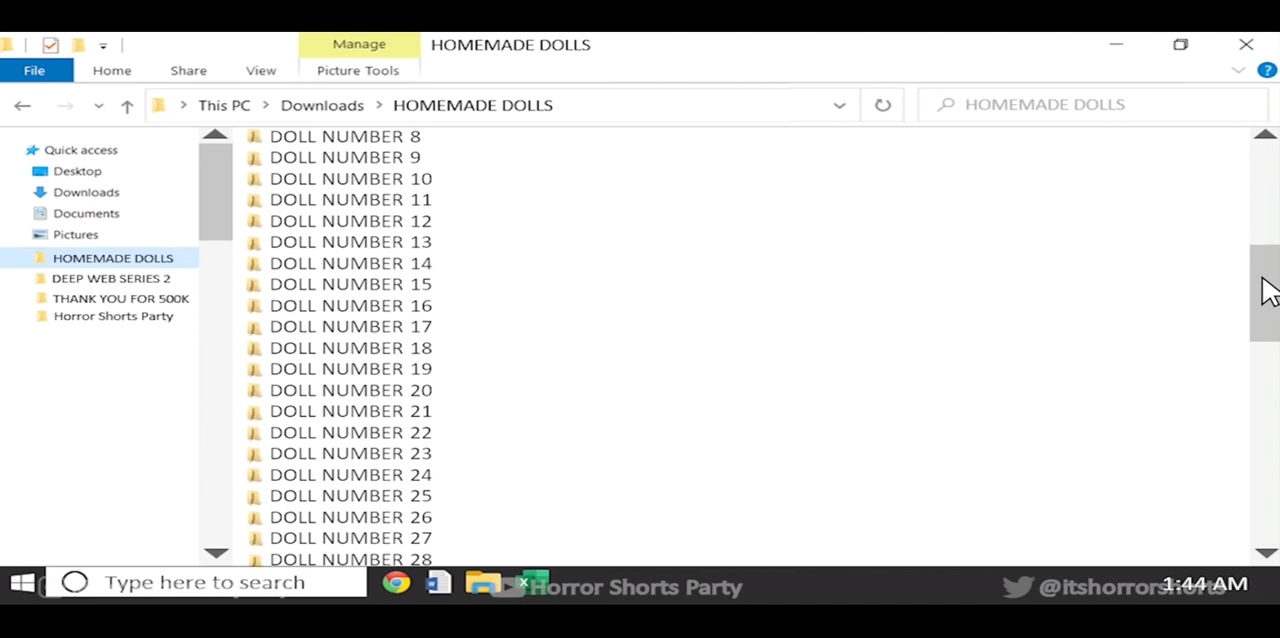 Manage
HOMEMADE DOLLS
File
Home
Share
View
Picture Tools
This PC
Downloads
HOMEMADE DOLLS
HOMEMADE DOLLS
Quick access
Desktop
Downloads
Documents
Pictures
HOMEMADE DOLLS
DEEP WEB SERIES 2
THANK YOU FOR 500K
Horror Shorts Party
DOLL NUMBER 8
DOLL NUMBER 9
DOLL NUMBER 10
DOLL NUMBER 11
DOLL NUMBER 12
DOLL NUMBER 13
DOLL NUMBER 14
DOLL NUMBER 15
DOLL NUMBER 16
DOLL NUMBER 17
DOLL NUMBER 18
DOLL NUMBER 19
DOLL NUMBER 20
DOLL NUMBER 21
DOLL NUMBER 22
DOLL NUMBER 23
DOLL NUMBER 24
DOLL NUMBER 25
DOLL NUMBER 26
DOLL NUMBER 27
DOLL NUMBER 28
Type here to search
Horror Shorts Party
@itshorrorshorts
1:44 AM